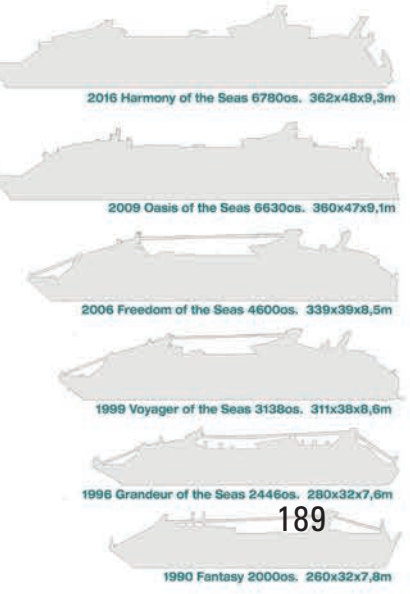 2016 Harmony of the Seas 6780os. 362x48x9,3m
2009 Oasis of the Seas 6630os. 360x47x9,1m
2006 Freedom of the Seas 4600os. 339x39x8,5m
1999 Voyager of the Seas 3138os. 311x38x8,6m
1996 Grandeur of the Seas 2446os. 280x32x7,6m
189
1990 Fantasy 2000os. 260x32x7,8m